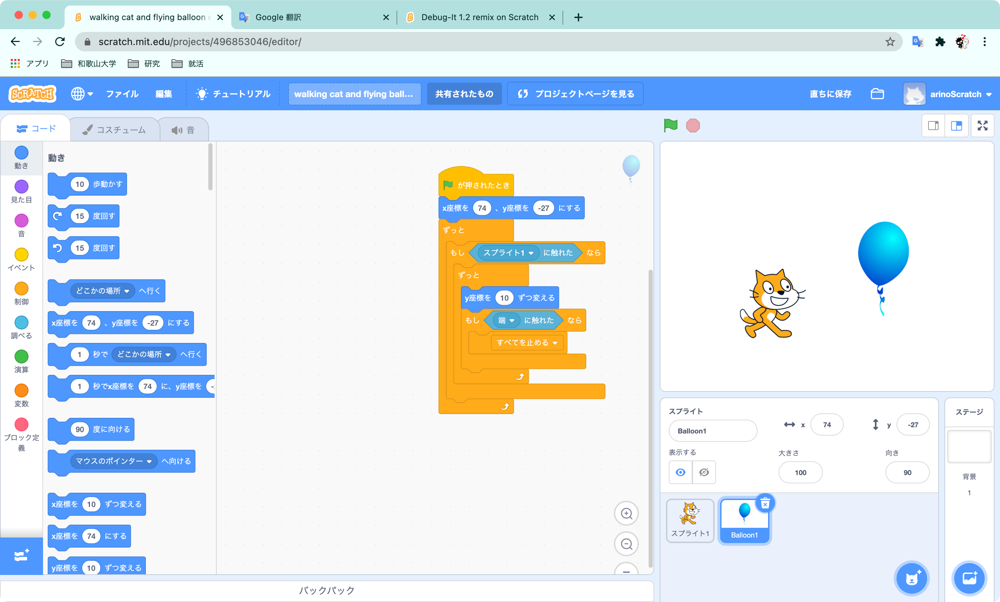 walking cat and flying balloon
Google 翻訳
Debug-It 1.2 remix on Scratch
scratch.mit.edu/projects/496853046/editor/
アプリ 和歌山大学 研究 就活
SCRATCH ファイル 編集 チュートリアル walking cat and flying ball... 共有されたもの プロジェクトページを見る 直ちに保存 arinoScratch
コード コスチューム 音
動き
見た目
音
イベント
制御
調べる
演算
変数
ブロック定
義
動き
10 歩動かす
15 度回す
15 度回す
どこかの場所 へ行く
x座標を 74 、y座標を -27 にする
1 秒で どこかの場所 へ行く
1 秒でx座標を 74 に、y座標を
90 度に向ける
マウスのポインター へ向ける
x座標を 10 ずつ変える
x座標を 74 にする
y座標を 10 ずつ変える
が押されたとき
x座標を 74 、y座標を -27 にする
ずっと
もし スプライト1 に触れた なら
ずっと
y座標を 10 ずつ変える
もし 端 に触れた なら
すべてを止める
バックパック
スプライト
Balloon1
x 74
y -27
表示する
大きさ
100
向き
90
スプライト1
Balloon1
ステージ
背景
1